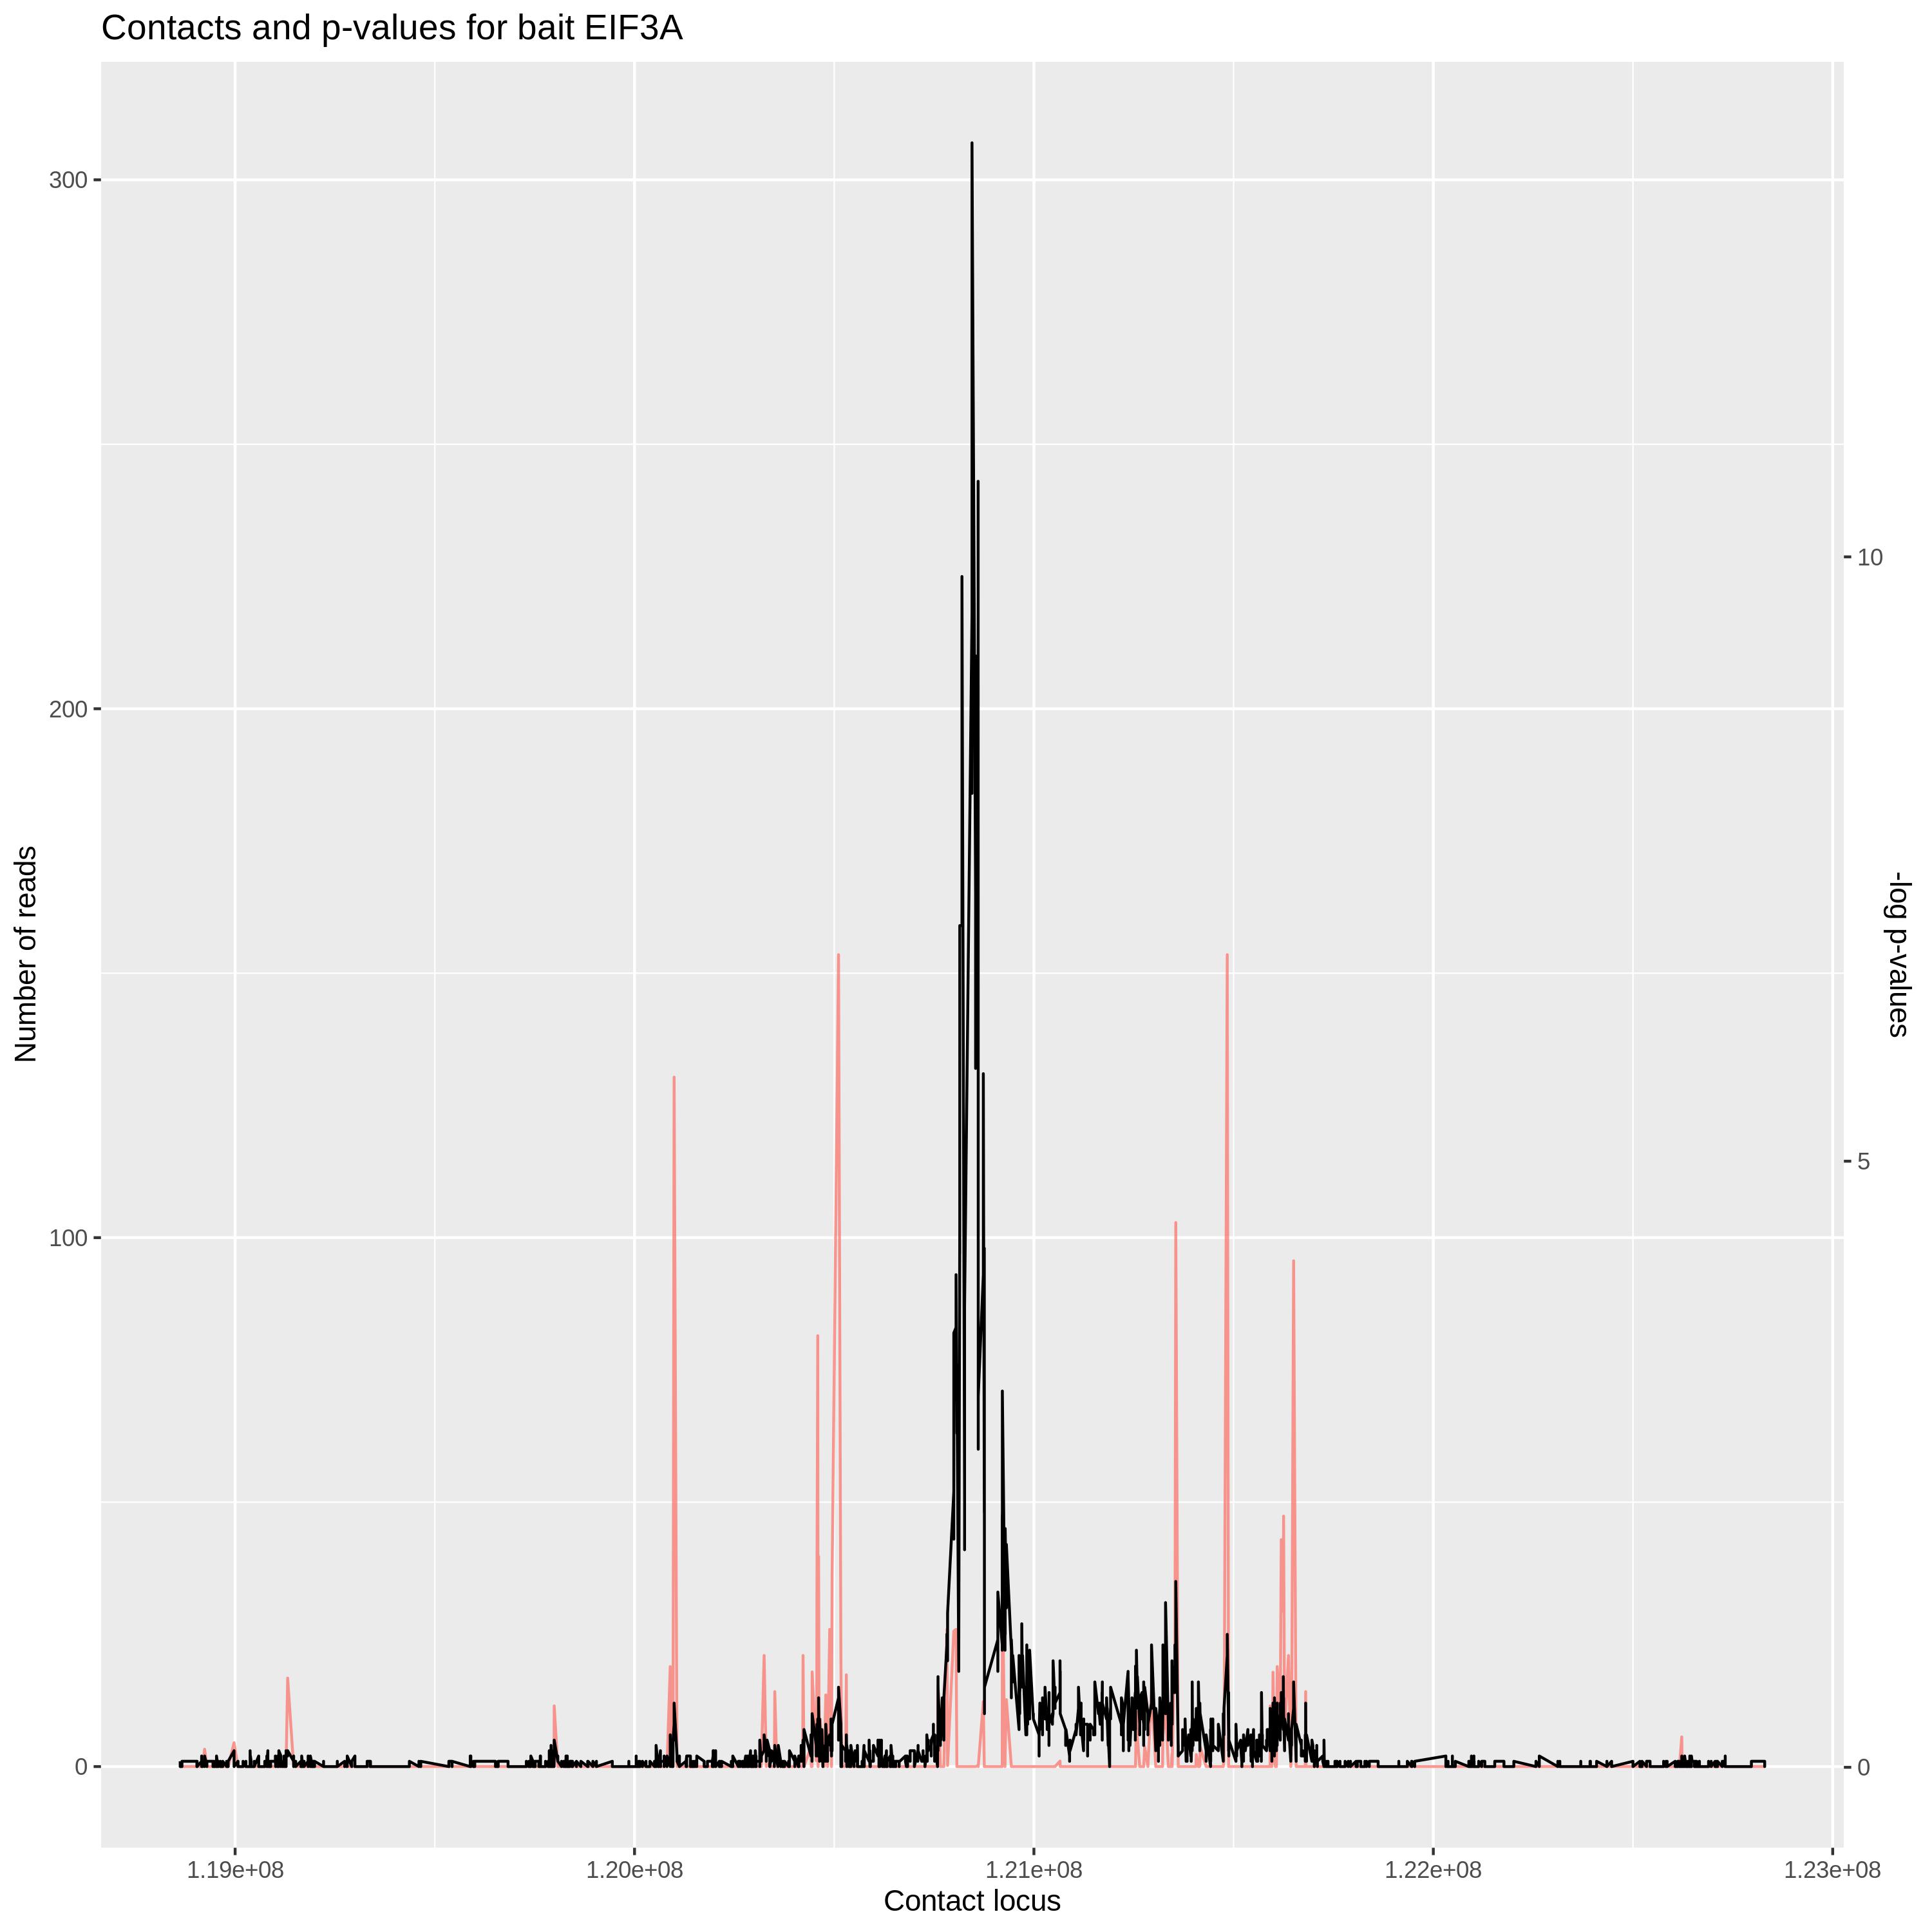 Contacts and p-values for bait EIF3A
300
200
100
0
Number of reads
10
5
0
-log p-values
1.19e+08
1.20e+08
1.21e+08
1.22e+08
1.23e+08
Contact locus